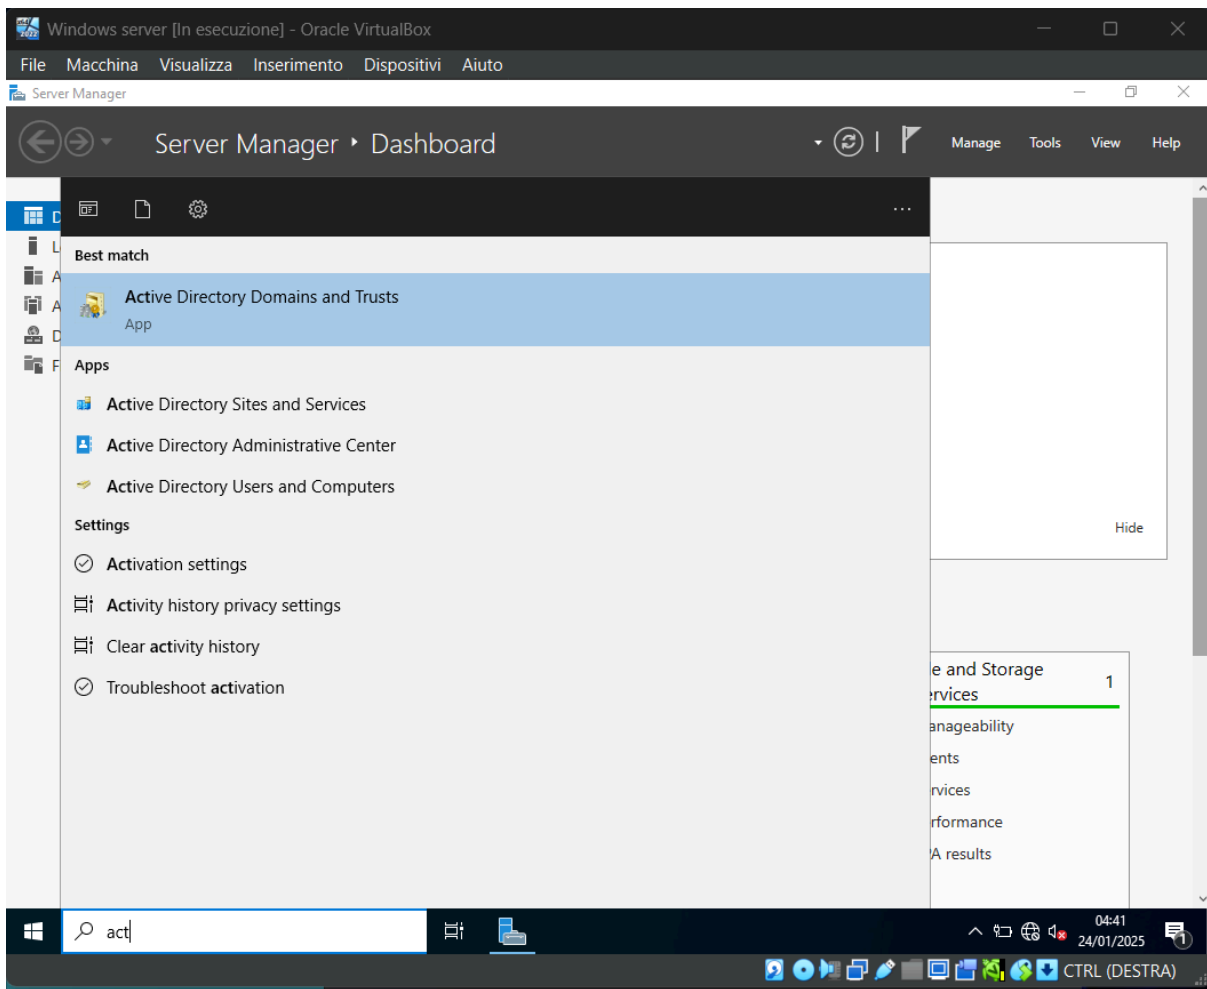 Windows server [In esecuzione] - Oracle VirtualBox
File Macchina Visualizza Inserimento Dispositivi Aiuto
Server Manager
Server Manager Dashboard
Manage Tools View Help
D
L
A
A
D
F
Best match
Active Directory Domains and Trusts
App
Apps
Active Directory Sites and Services
Active Directory Administrative Center
Active Directory Users and Computers
Settings
Activation settings
Activity history privacy settings
Clear activity history
Troubleshoot activation
Hide
e and Storage 1
ervices
anageability
ents
rvices
rformance
PA results
act
04:41
24/01/2025
1
CTRL (DESTRA)